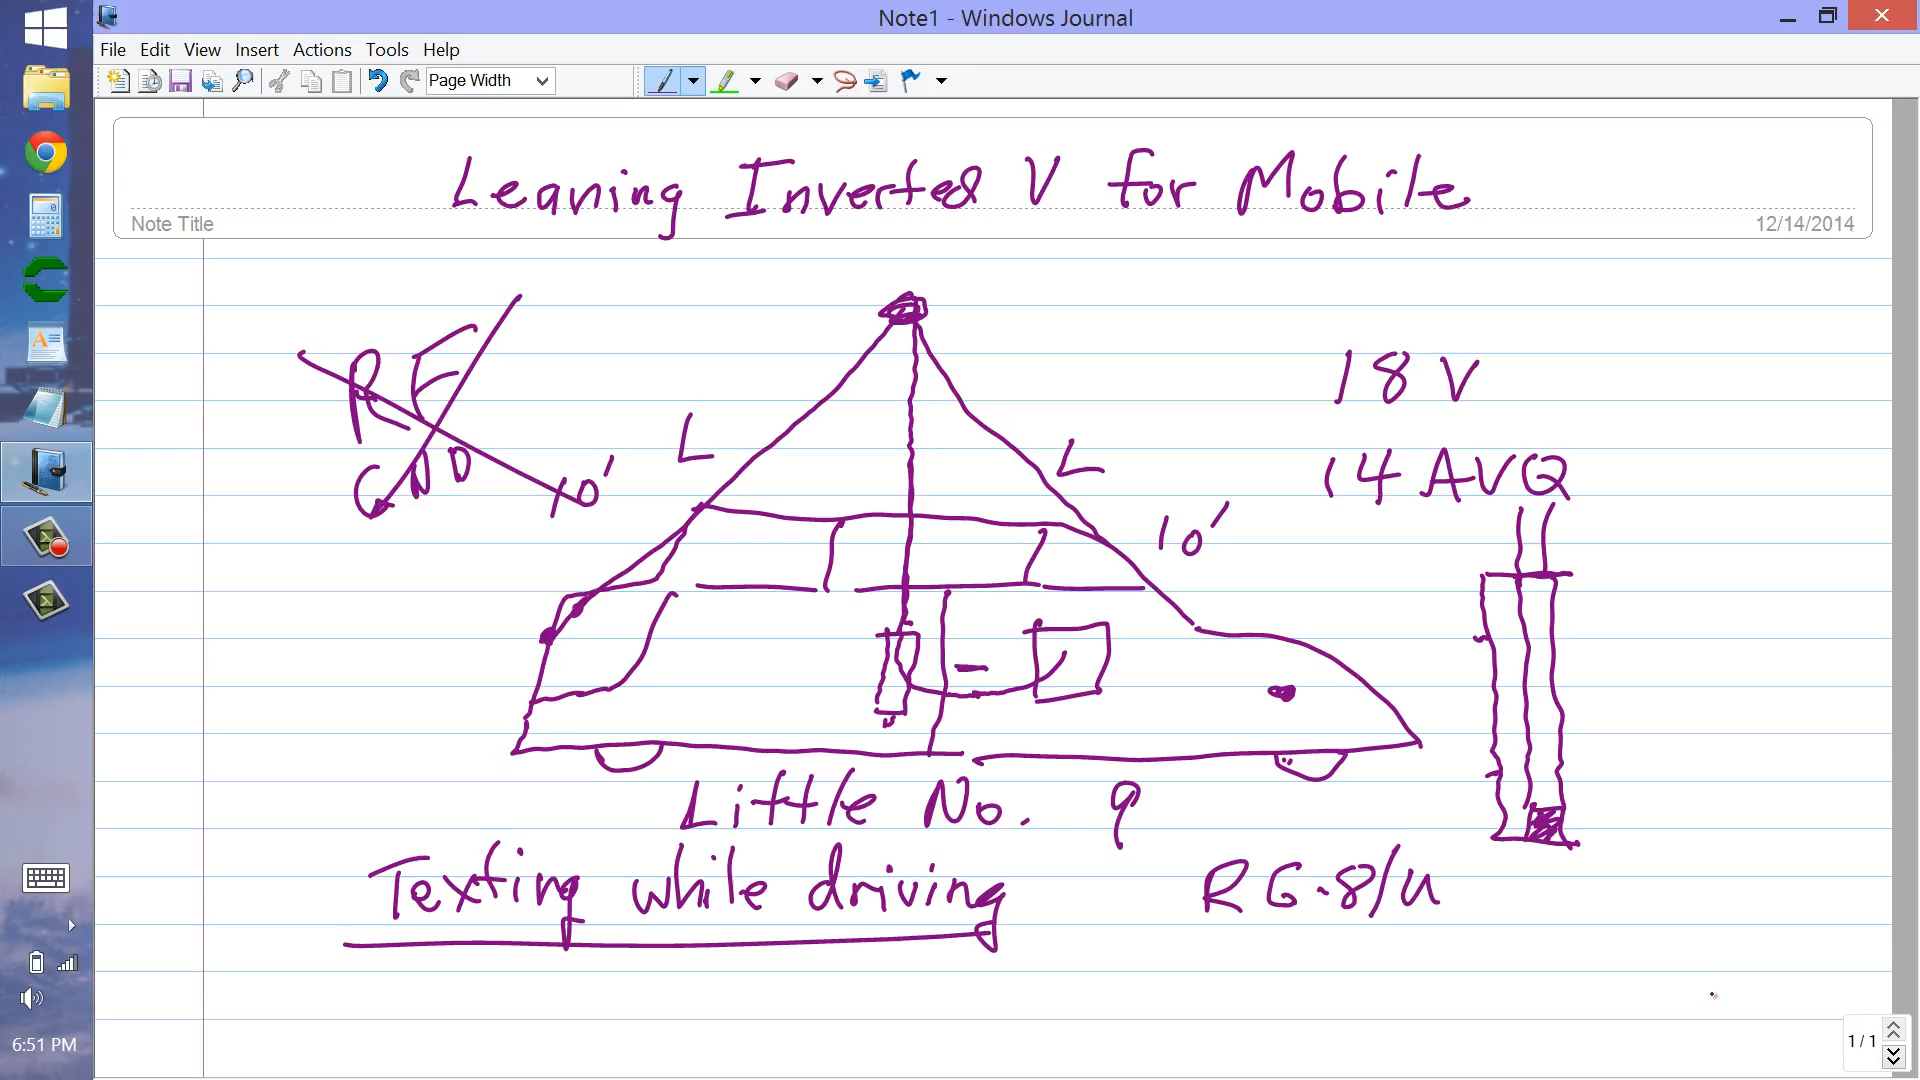 Note1 - Windows Journal
File Edit View Insert Actions Tools Help
Page Width
Leaning Inverted V for Mobile
Note Title
12/14/2014
RF
GND
10'
L
L
10'
18 V
14 AVQ
Little No. 9
Texting while driving
RG-8/U
6:51 PM
1 / 1